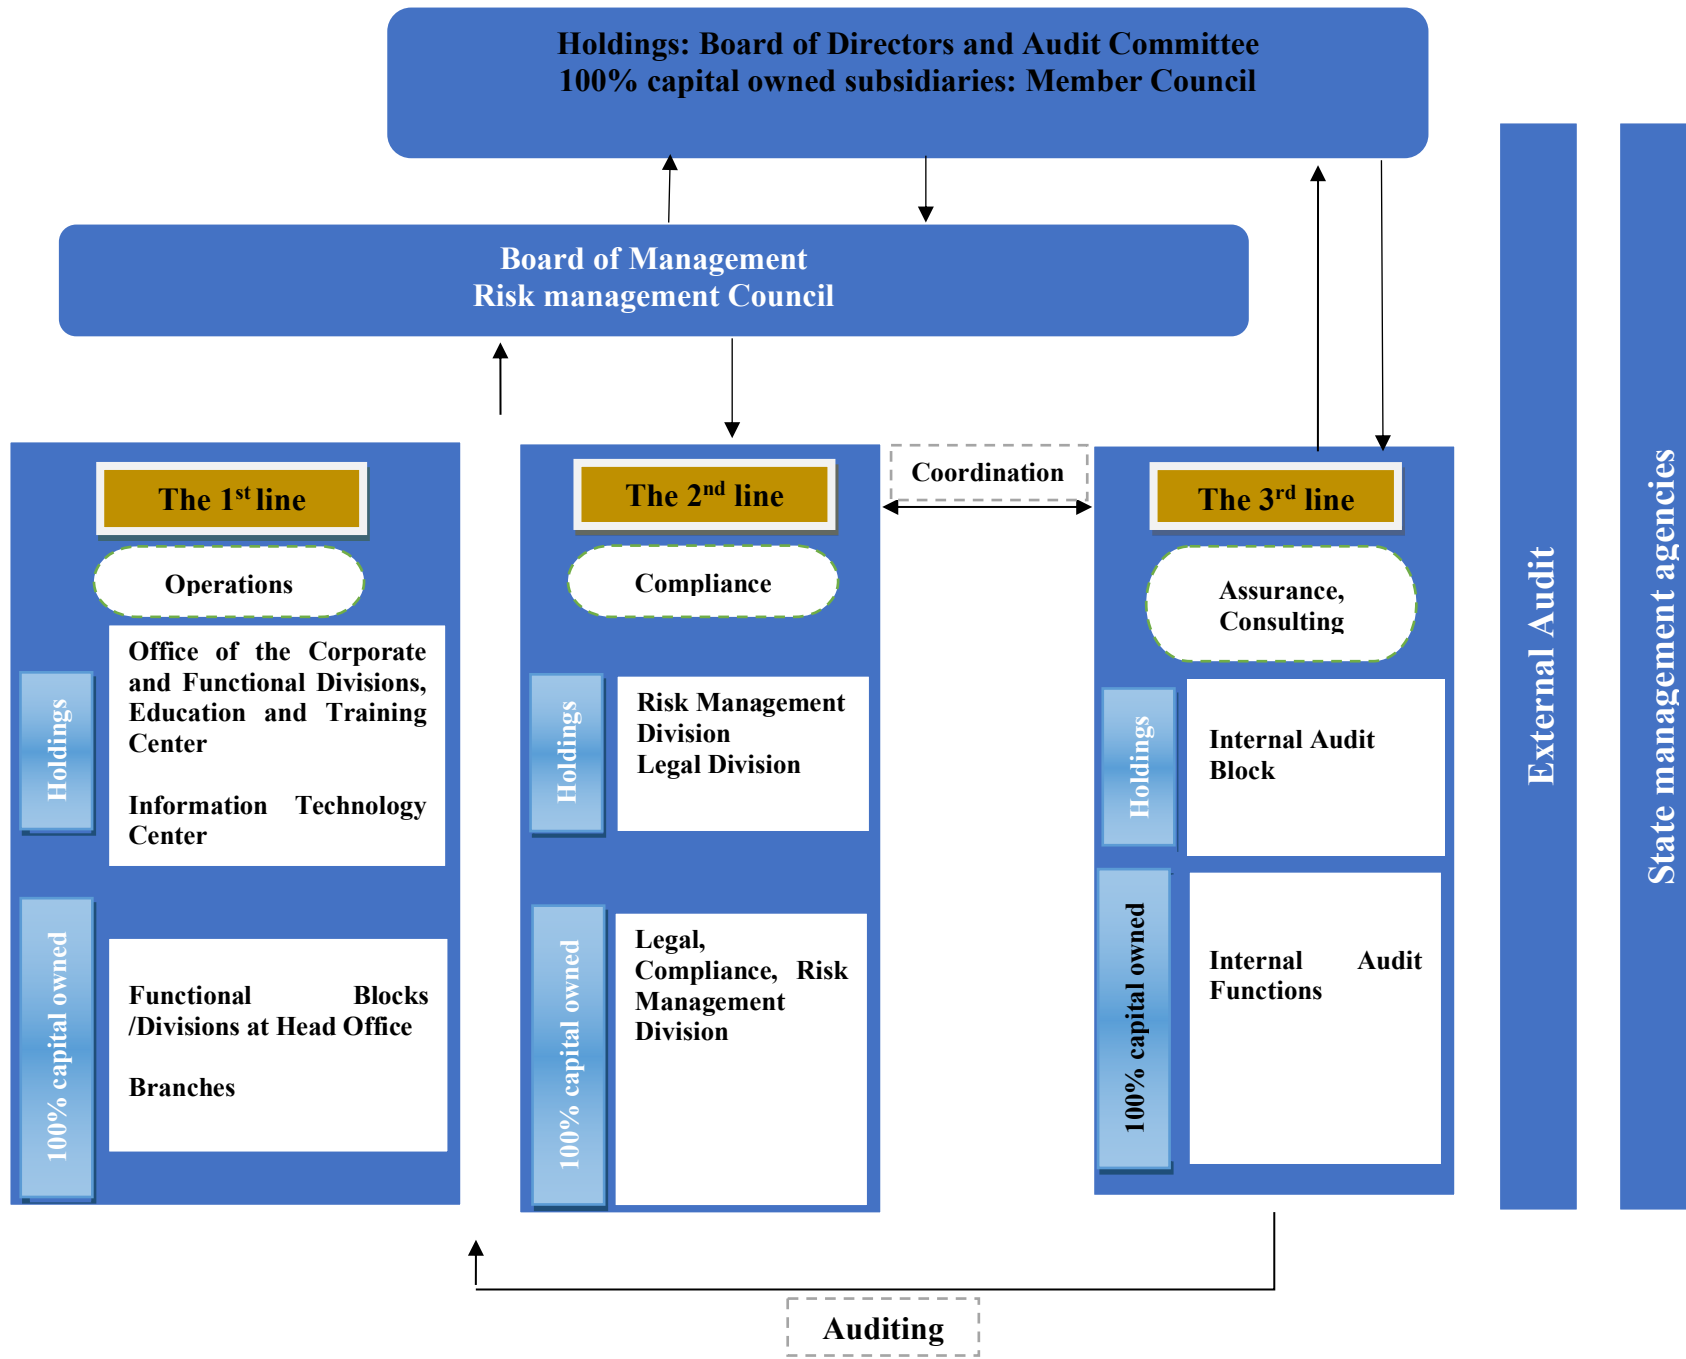 Holdings: Board of Directors and Audit Committee
100% capital owned subsidiaries: Member Council
Board of Management
Risk management Council
The 1st line
Operations
Holdings
Office of the Corporate
and Functional Divisions,
Education and Training
Center
Information Technology
Center
100% capital owned
Functional Blocks
/Divisions at Head Office
Branches
The 2nd line
Compliance
Holdings
Risk Management
Division
Legal Division
100% capital owned
Legal,
Compliance, Risk
Management
Division
Coordination
The 3rd line
Assurance,
Consulting
Holdings
Internal Audit
Block
100% capital owned
Internal Audit
Functions
External Audit
State management agencies
Auditing